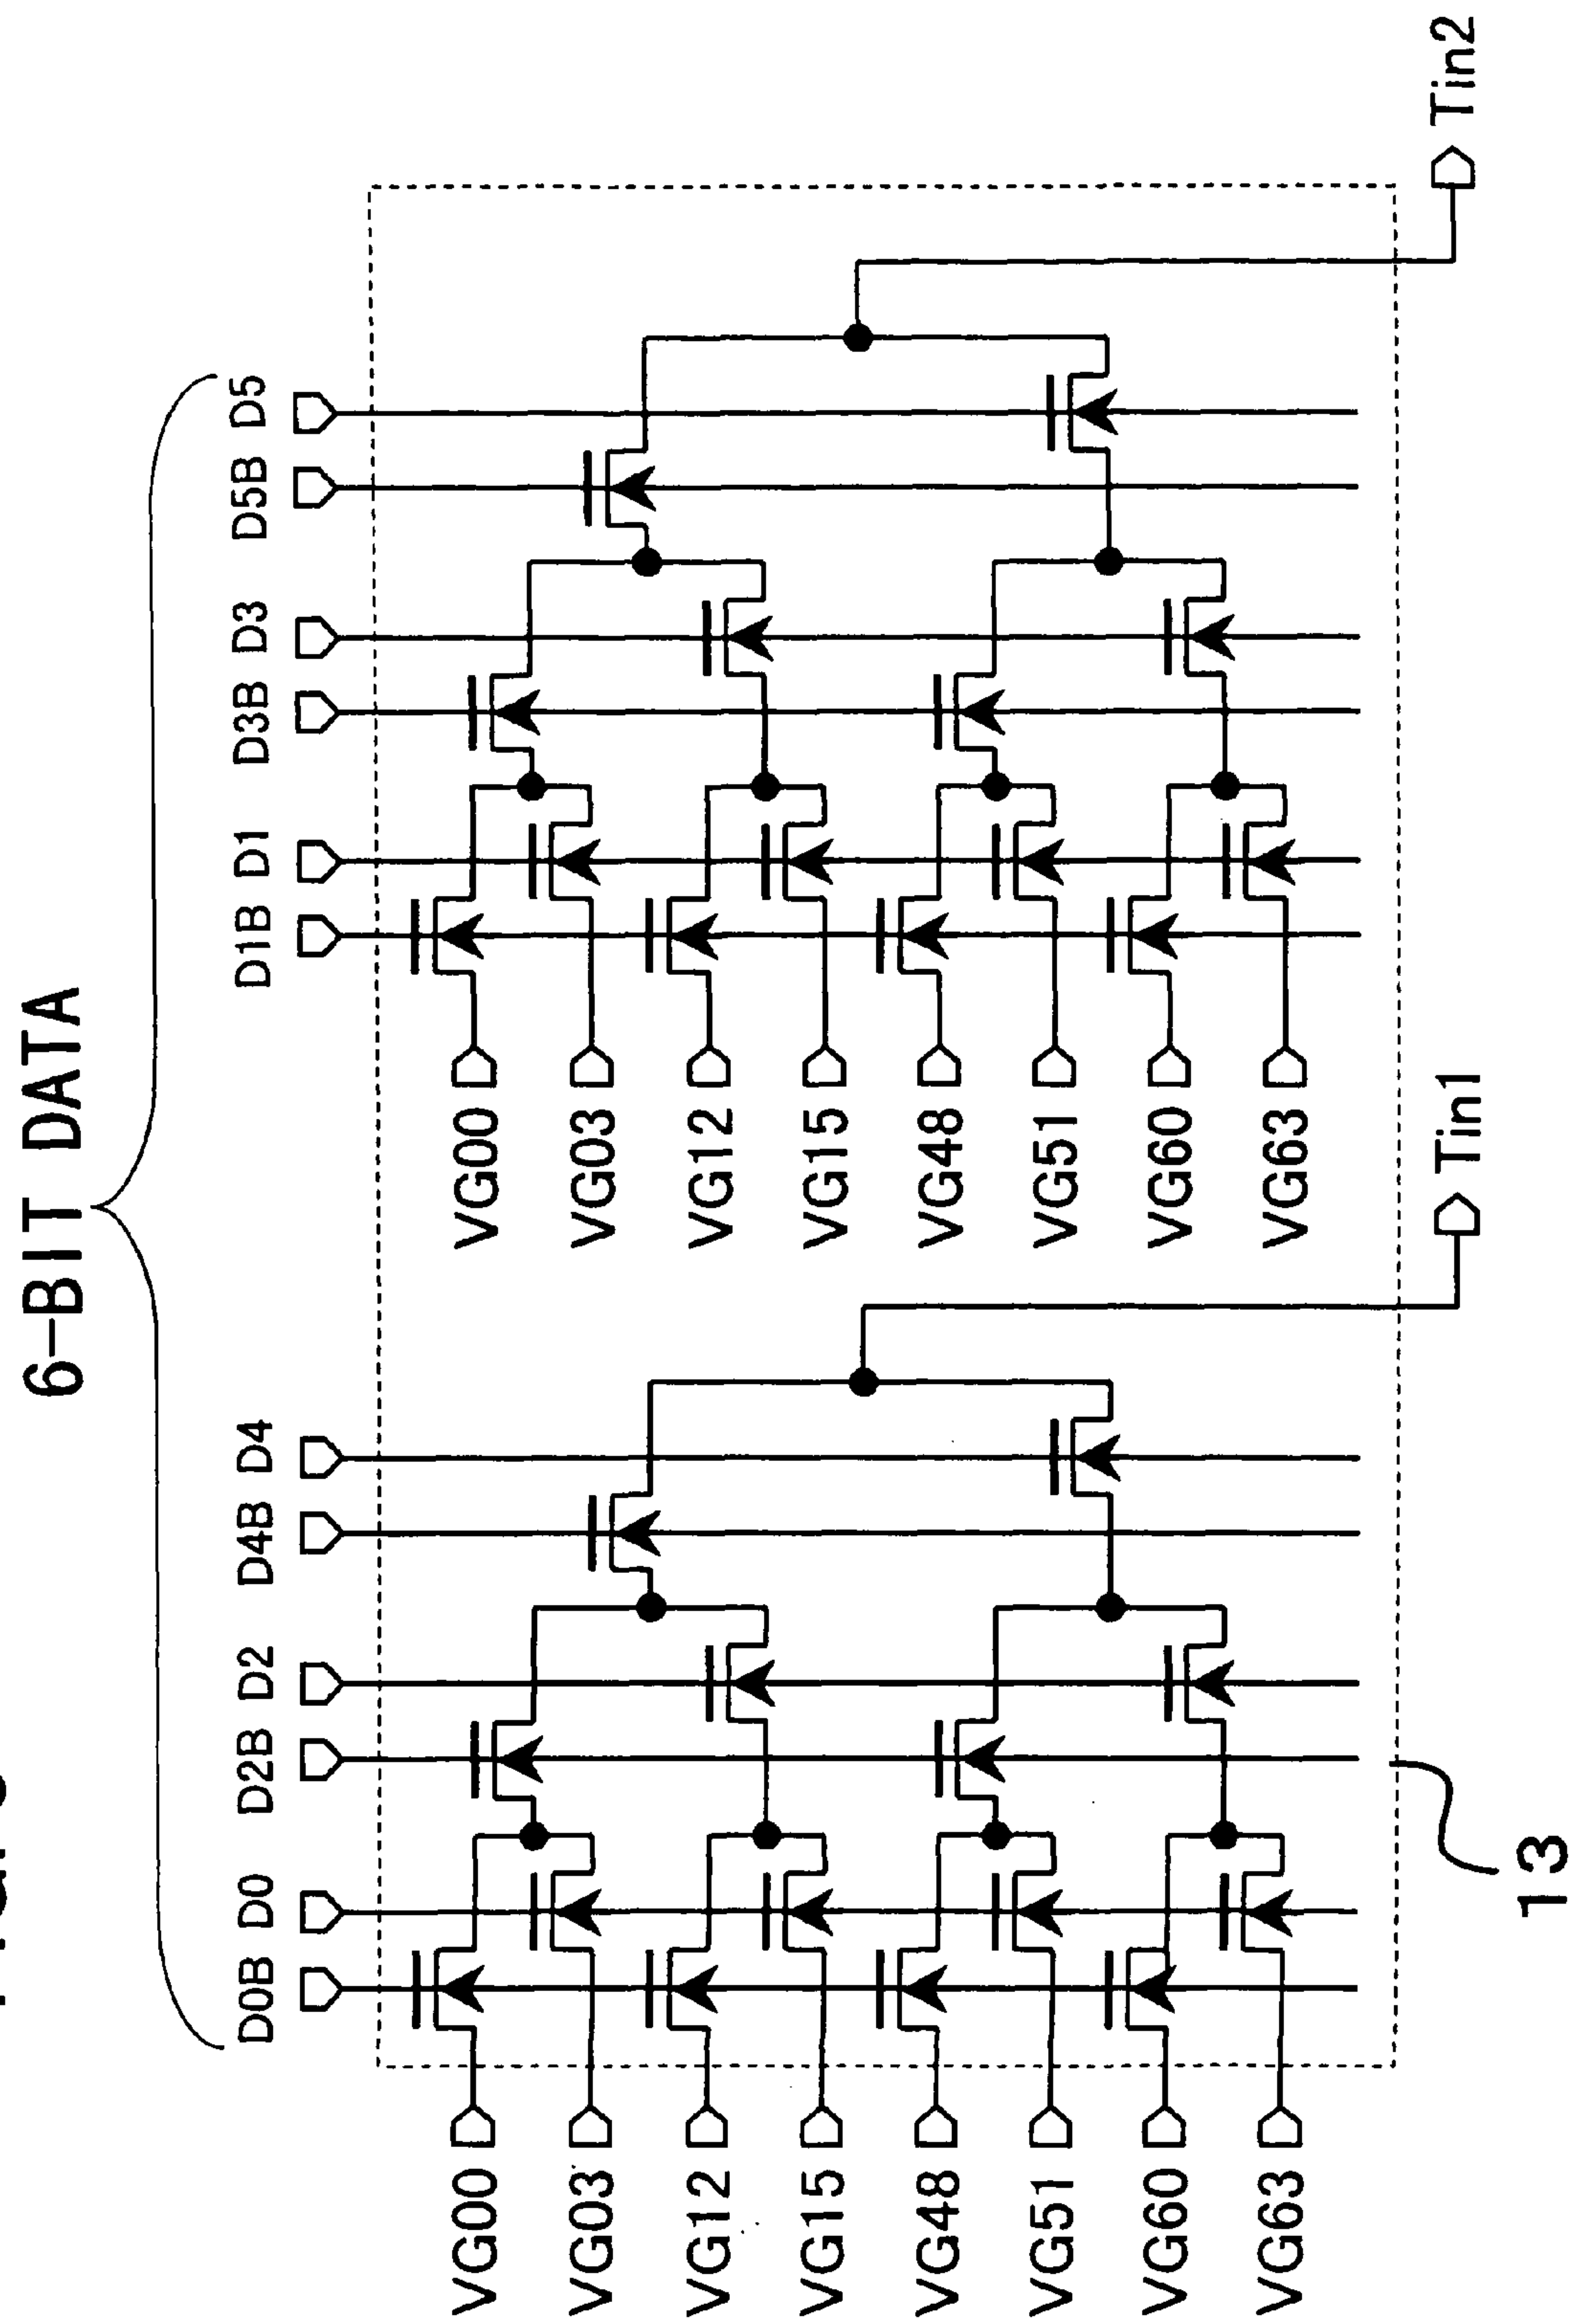 6-BIT DATA
D0B D0 D2B D2 D4B D4 D1B D1 D3B D3 D5B D5
VG00
VG03
VG12
VG15
VG48
VG51
VG60
VG63
VG00
VG03
VG12
VG15
VG48
VG51
VG60
VG63
Tin1
Tin2
13